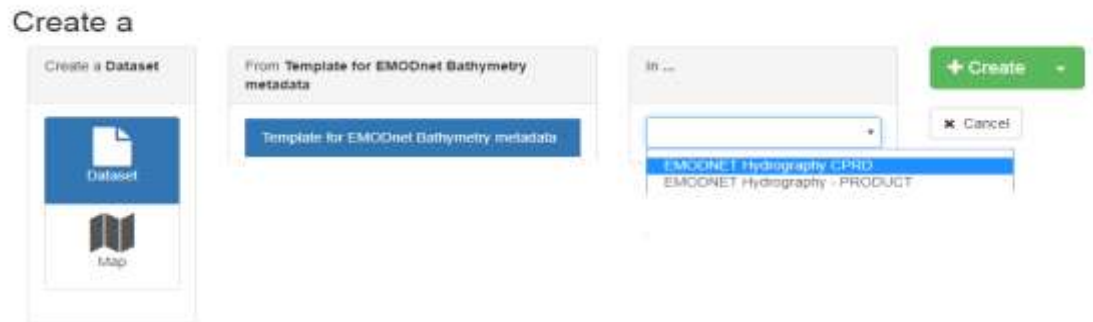 Create a
Create a Dataset
From Template for EMODnet Bathymetry
metadata
In ...
+ Create
Template for EMODnet Bathymetry metadata
× Cancel
Dataset
EMODNET Hydrography CPRD
EMODNET Hydrography - PRODUCT
Map